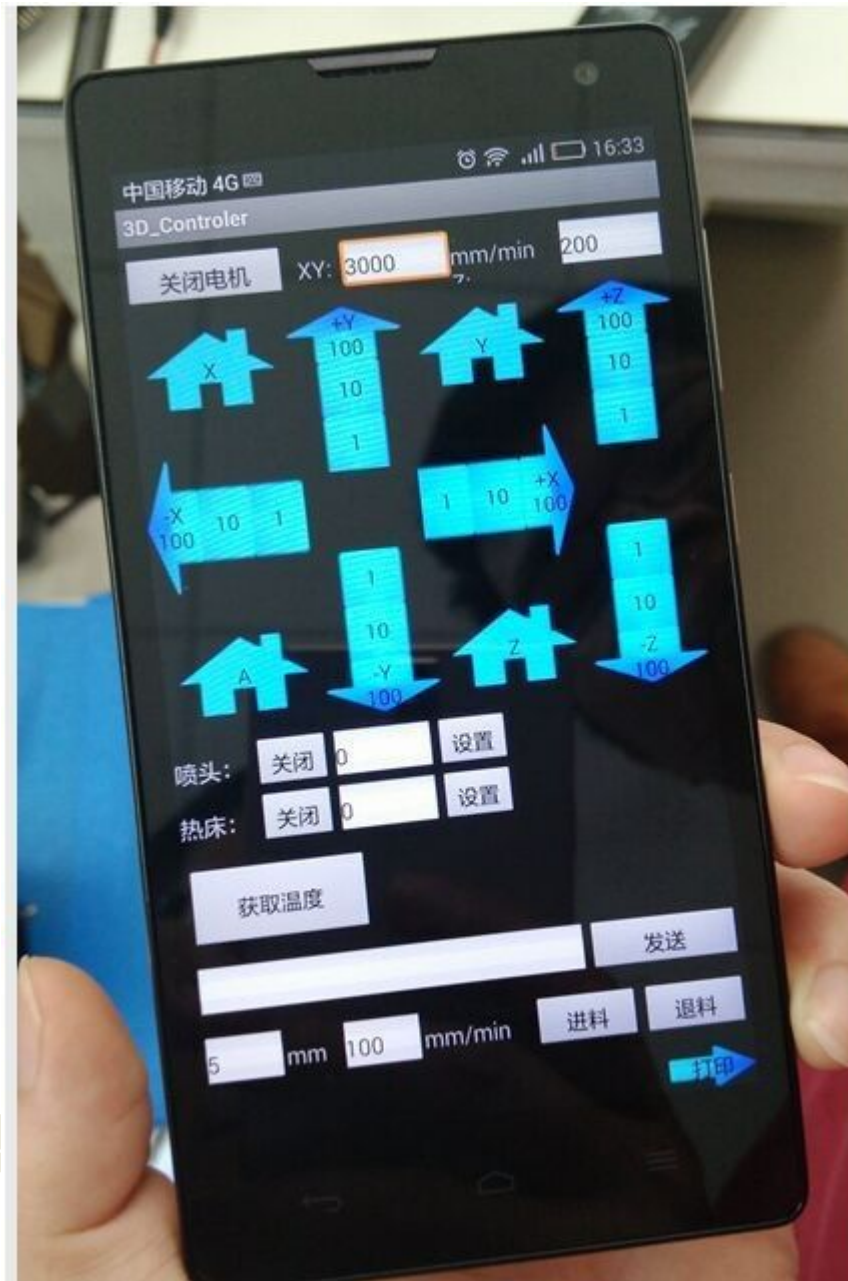 中国移动 4G HD 16:33
3D_Controler
关闭电机 XY: 3000 mm/min 200
X +Y 100 10 1 Y +Z 100 10 1
-X 100 10 1 1 10 +X 100
A 1 10 -Y 100 Z 1 10 -Z 100
喷头: 关闭 0 设置
热床: 关闭 0 设置
获取温度
发送
5 mm 100 mm/min 进料 退料
打印